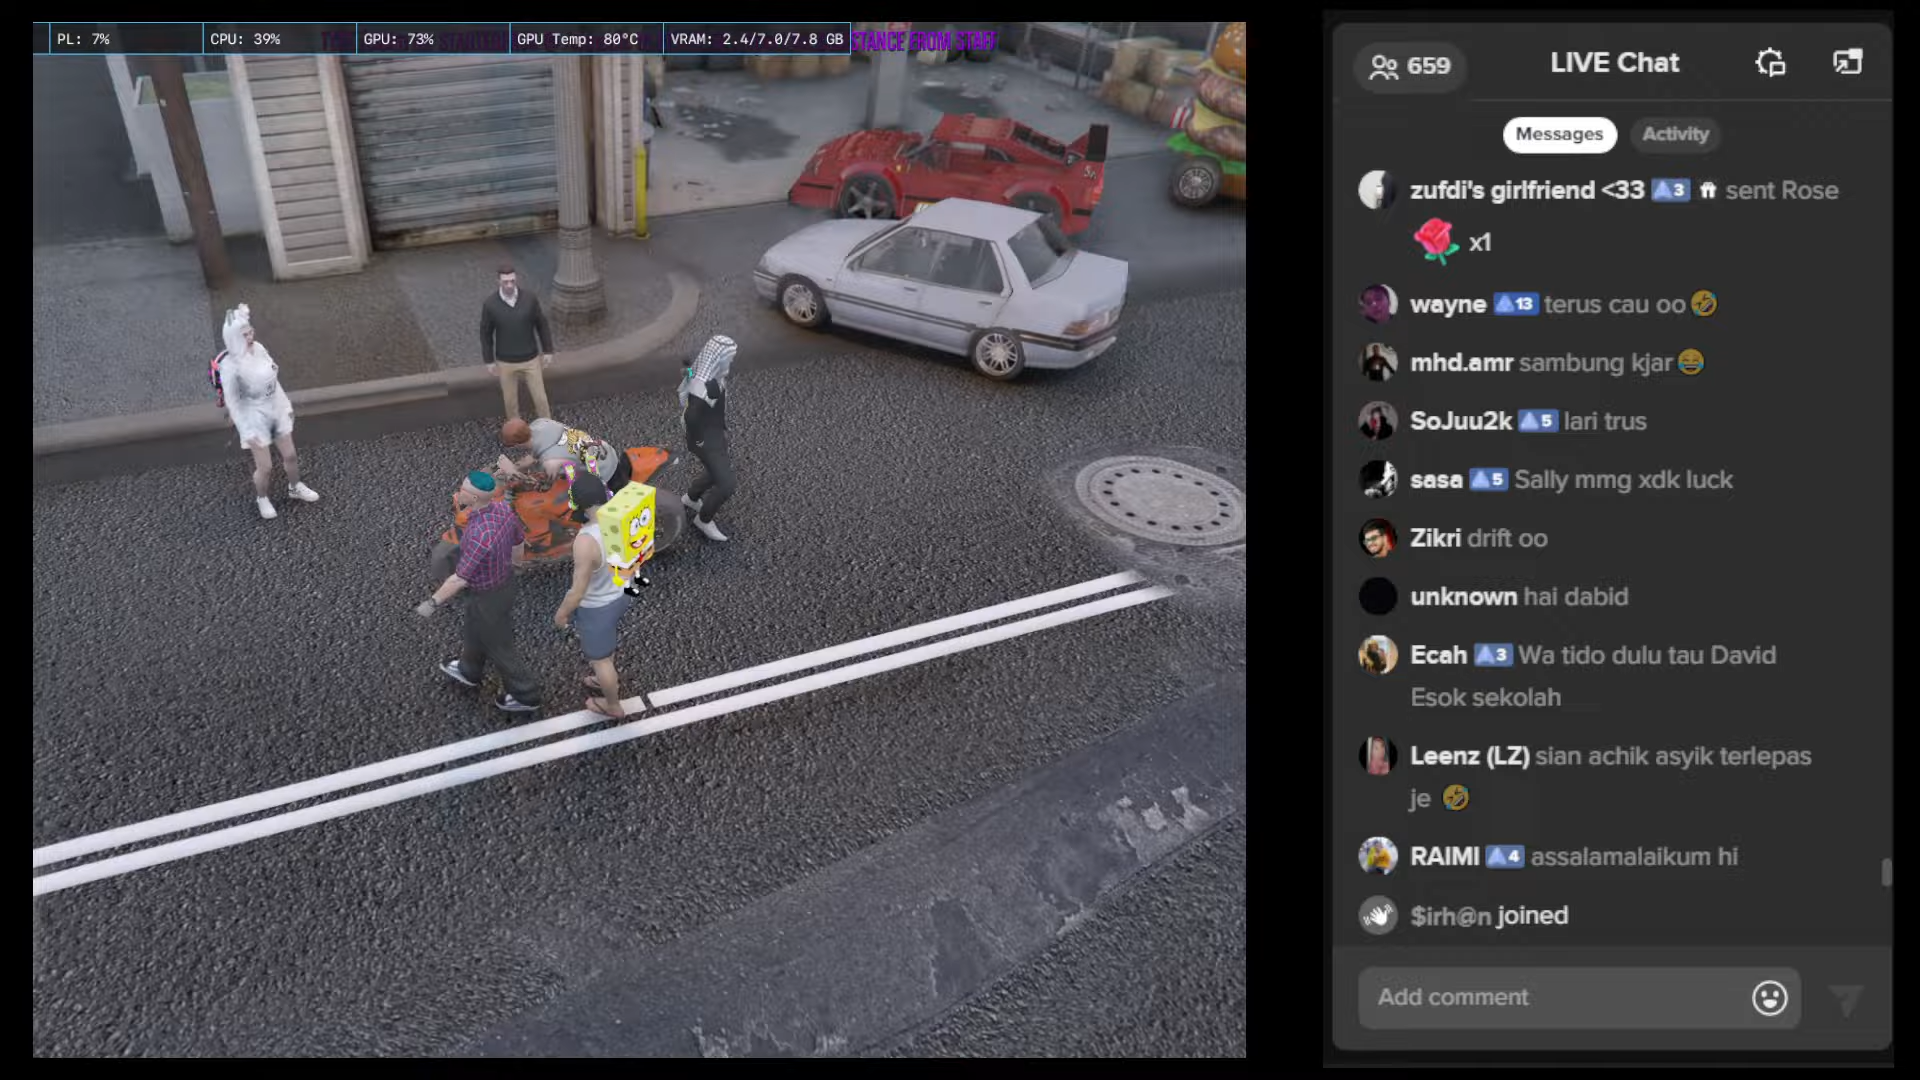 PL: 7% CPU: 39% GPU: 73% GPU Temp: 80°C VRAM: 2.4/7.0/7.8 GB STANCE FROM STAFF
659 LIVE Chat
Messages Activity
zufdi's girlfriend <33 3 sent Rose
x1
wayne 13 terus cau oo🤣
mhd.amr sambung kjar😂
SoJuu2k 5 lari trus
sasa 5 Sally mmg xdk luck
Zikri drift oo
unknown hai dabid
Ecah 3 Wa tido dulu tau David
Esok sekolah
Leenz (LZ) sian achik asyik terlepas
je 🤣
RAIMI 4 assalamalaikum hi
$irh@n joined
Add comment